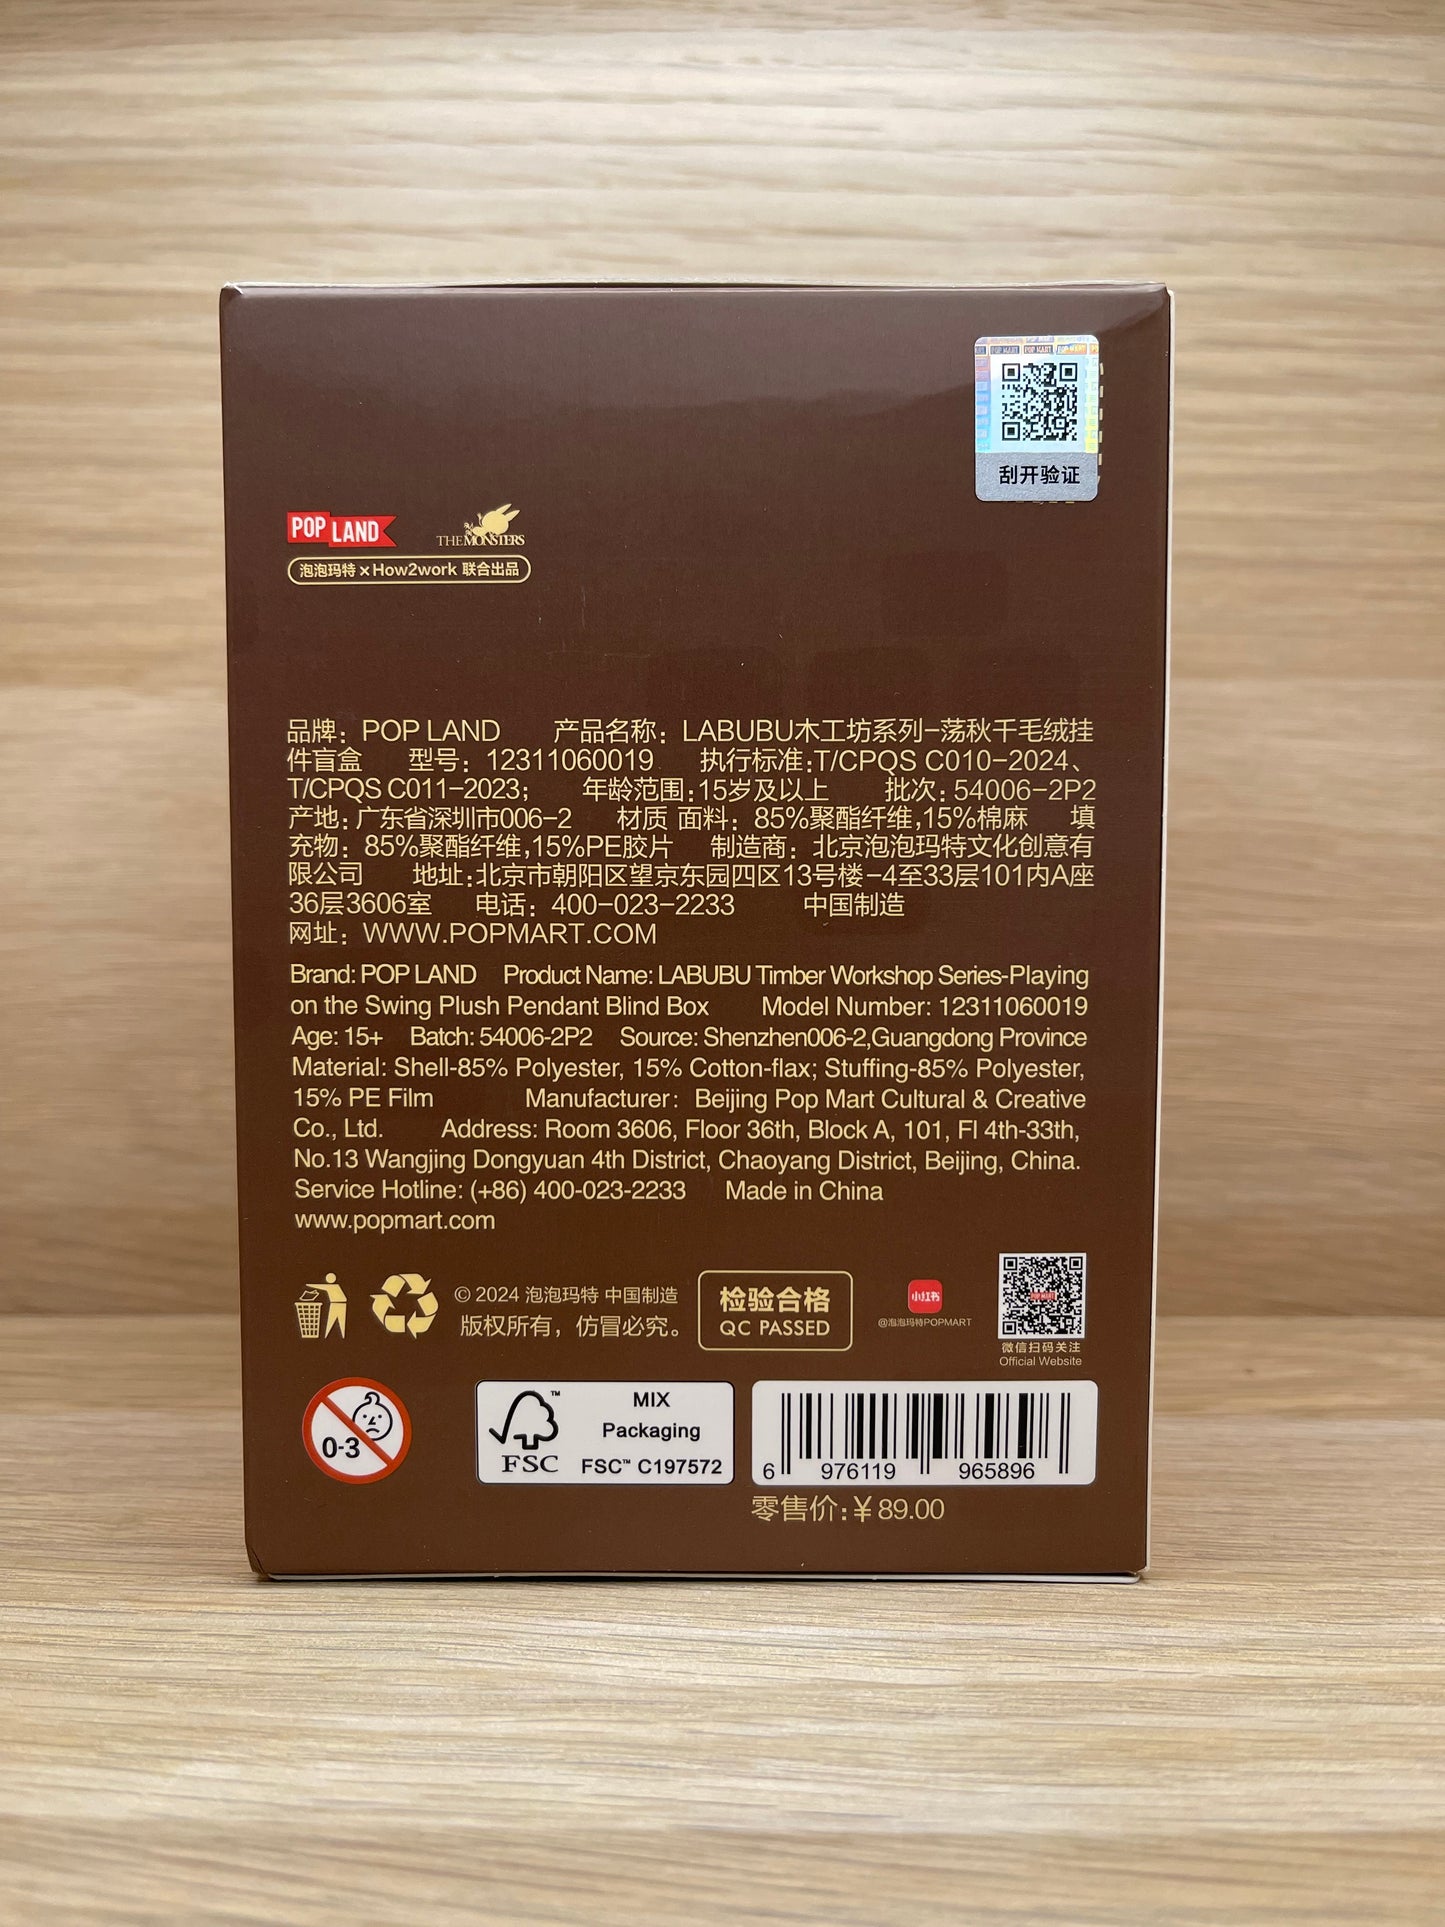 POP MART POP MART POP MART
刮开验证
POP LAND THE MONSTERS
泡泡玛特 × How2work 联合出品
品牌：POP LAND 产品名称：LABUBU木工坊系列-荡秋千毛绒挂
件盲盒 型号：12311060019 执行标准:T/CPQS C010-2024、
T/CPQS C011-2023； 年龄范围:15岁及以上 批次:54006-2P2
产地:广东省深圳市006-2 材质 面料：85%聚酯纤维,15%棉麻 填
充物：85%聚酯纤维,15%PE胶片 制造商：北京泡泡玛特文化创意有
限公司 地址:北京市朝阳区望京东园四区13号楼-4至33层101内A座
36层3606室 电话：400-023-2233 中国制造
网址：WWW.POPMART.COM
Brand: POP LAND Product Name: LABUBU Timber Workshop Series-Playing
on the Swing Plush Pendant Blind Box Model Number: 12311060019
Age: 15+ Batch: 54006-2P2 Source: Shenzhen006-2,Guangdong Province
Material: Shell-85% Polyester, 15% Cotton-flax; Stuffing-85% Polyester,
15% PE Film Manufacturer: Beijing Pop Mart Cultural & Creative
Co., Ltd. Address: Room 3606, Floor 36th, Block A, 101, Fl 4th-33th,
No.13 Wangjing Dongyuan 4th District, Chaoyang District, Beijing, China.
Service Hotline: (+86) 400-023-2233 Made in China
www.popmart.com
© 2024 泡泡玛特 中国制造
版权所有，仿冒必究。
检验合格
QC PASSED
小红书
@泡泡玛特POPMART
POP MART
微信扫码关注
Official Website
0-3
FSC™
MIX
Packaging
FSC™ C197572
6 976119 965896
零售价:¥89.00